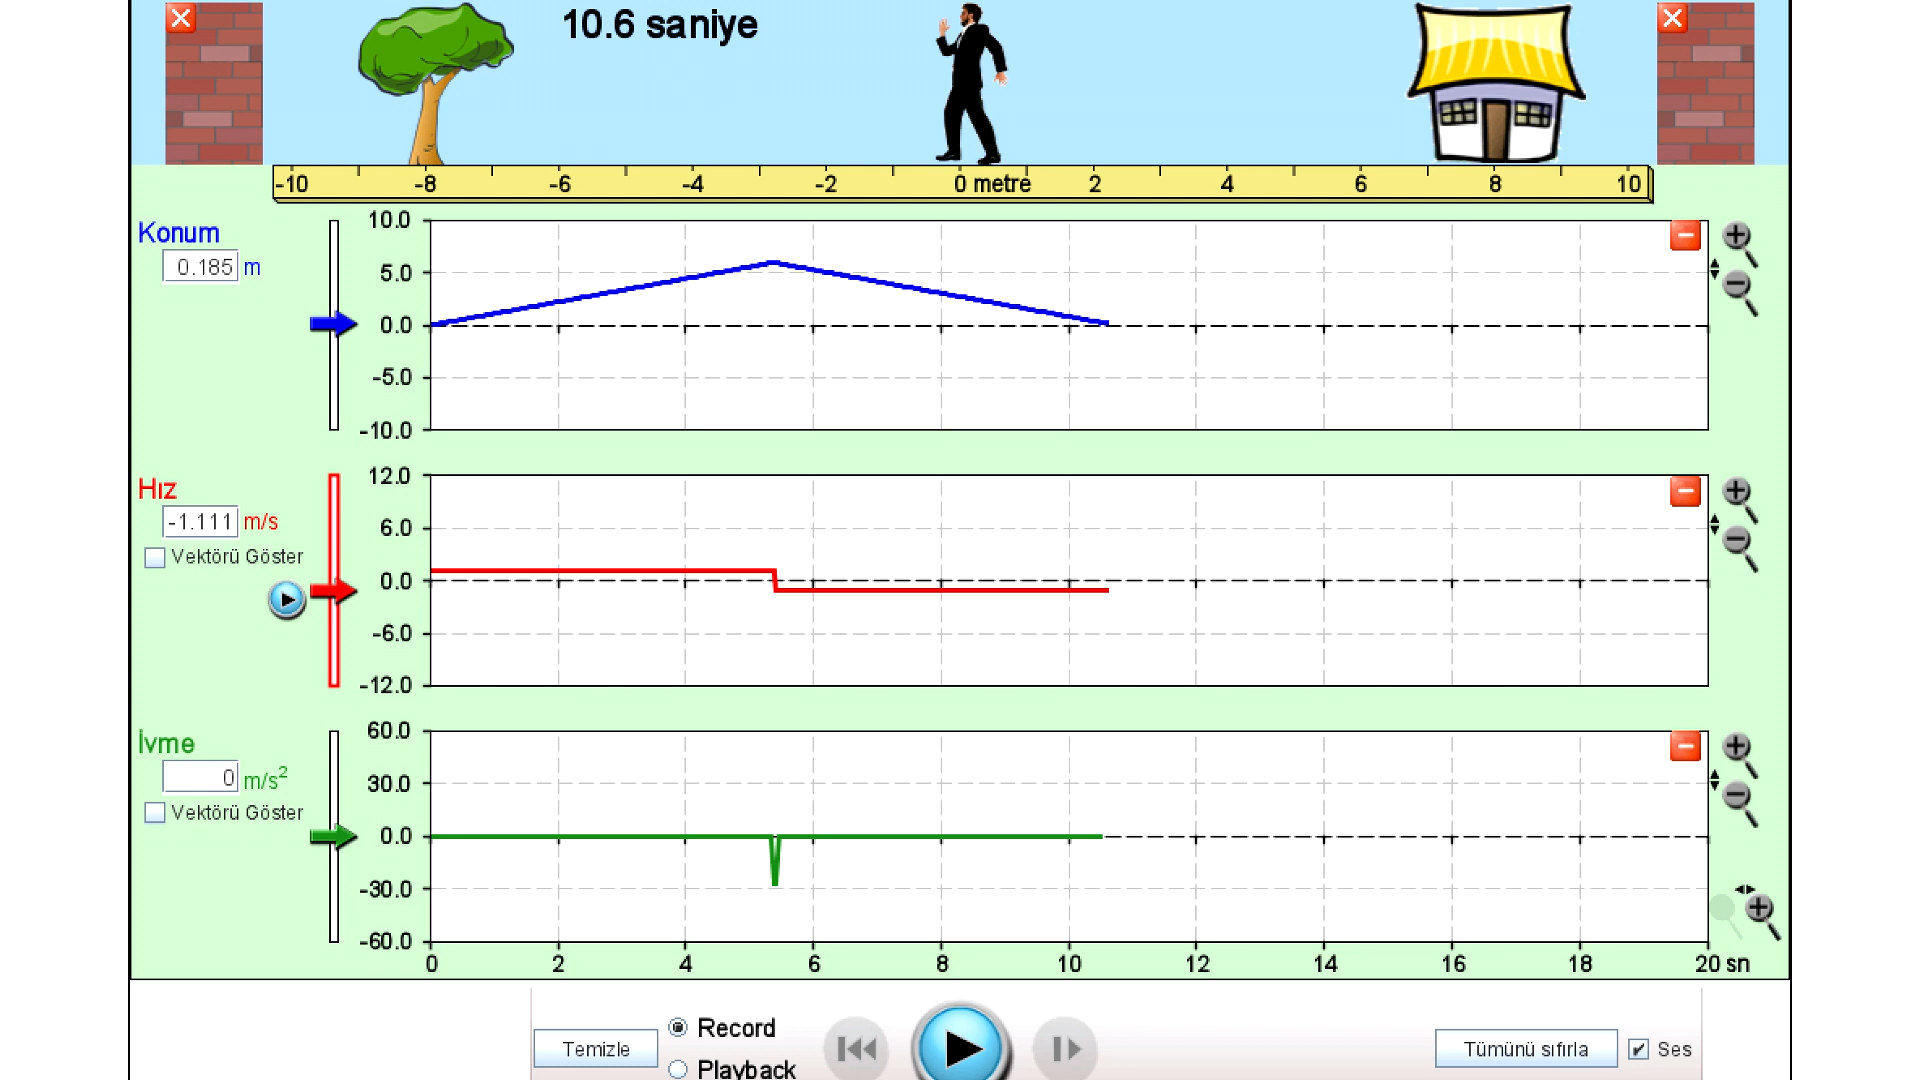 10.6 saniye
-10 -8 -6 -4 -2 0 metre 2 4 6 8 10
Konum
0.185 m
10.0
5.0
0.0
-5.0
-10.0
Hız
-1.111 m/s
Vektörü Göster
12.0
6.0
0.0
-6.0
-12.0
İvme
0 m/s²
Vektörü Göster
60.0
30.0
0.0
-30.0
-60.0
0 2 4 6 8 10 12 14 16 18 20 sn
Temizle
Record
Playback
Tümünü sıfırla
Ses